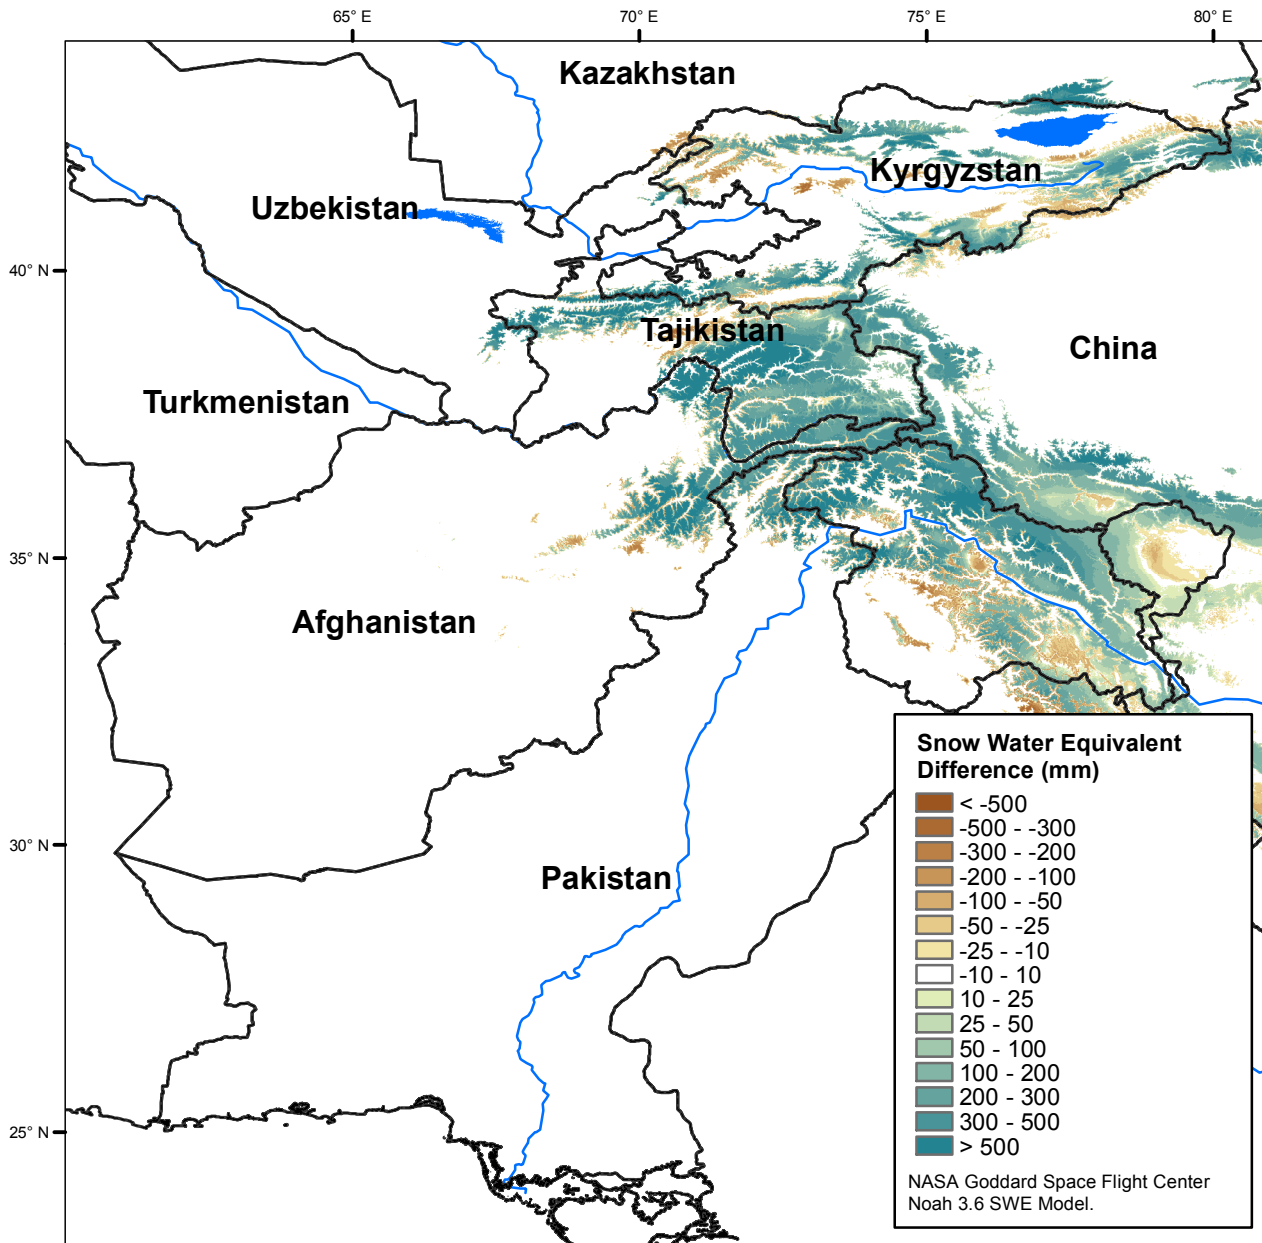 65° E
70° E
75° E
80° E
Kazakhstan
Kyrgyzstan
Uzbekistan
40° N
Tajikistan
China
Turkmenistan
35° N
Afghanistan
Snow Water Equivalent
Difference (mm)
< -500
-500 - -300
-300 - -200
-200 - -100
-100 - -50
-50 - -25
-25 - -10
-10 - 10
10 - 25
25 - 50
50 - 100
100 - 200
200 - 300
300 - 500
> 500
30° N
Pakistan
25° N
NASA Goddard Space Flight Center
Noah 3.6 SWE Model.